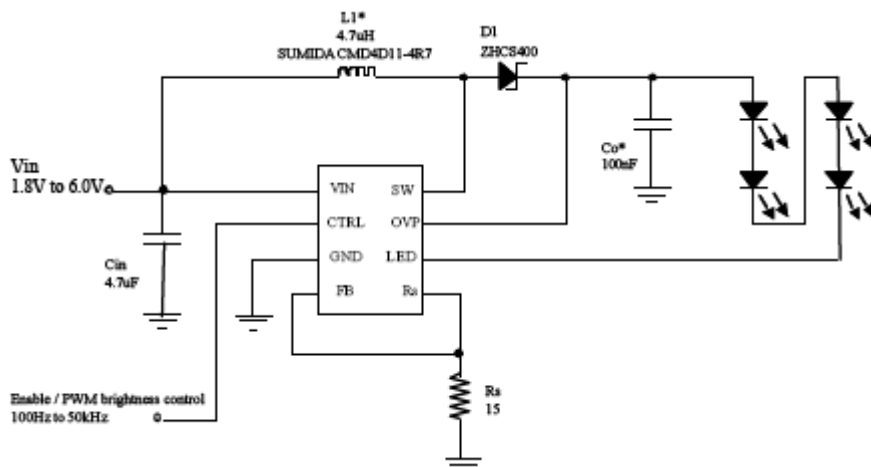 L1*
4.7uH
SUMIDA CMD4D11-4R7
D1
ZHCS400
Vin
1.8V to 6.0V
Cin
4.7uF
VIN SW
CTRL OVP
GND LED
FB Rs
Co*
100nF
Rs
15
Enable / PWM brightness control
100Hz to 50kHz